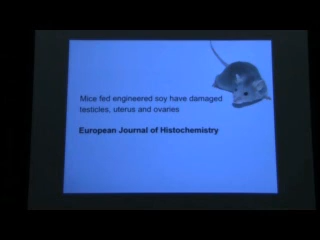 Mice fed engineered soy have damaged
testicles, uterus and ovaries
European Journal of Histochemistry